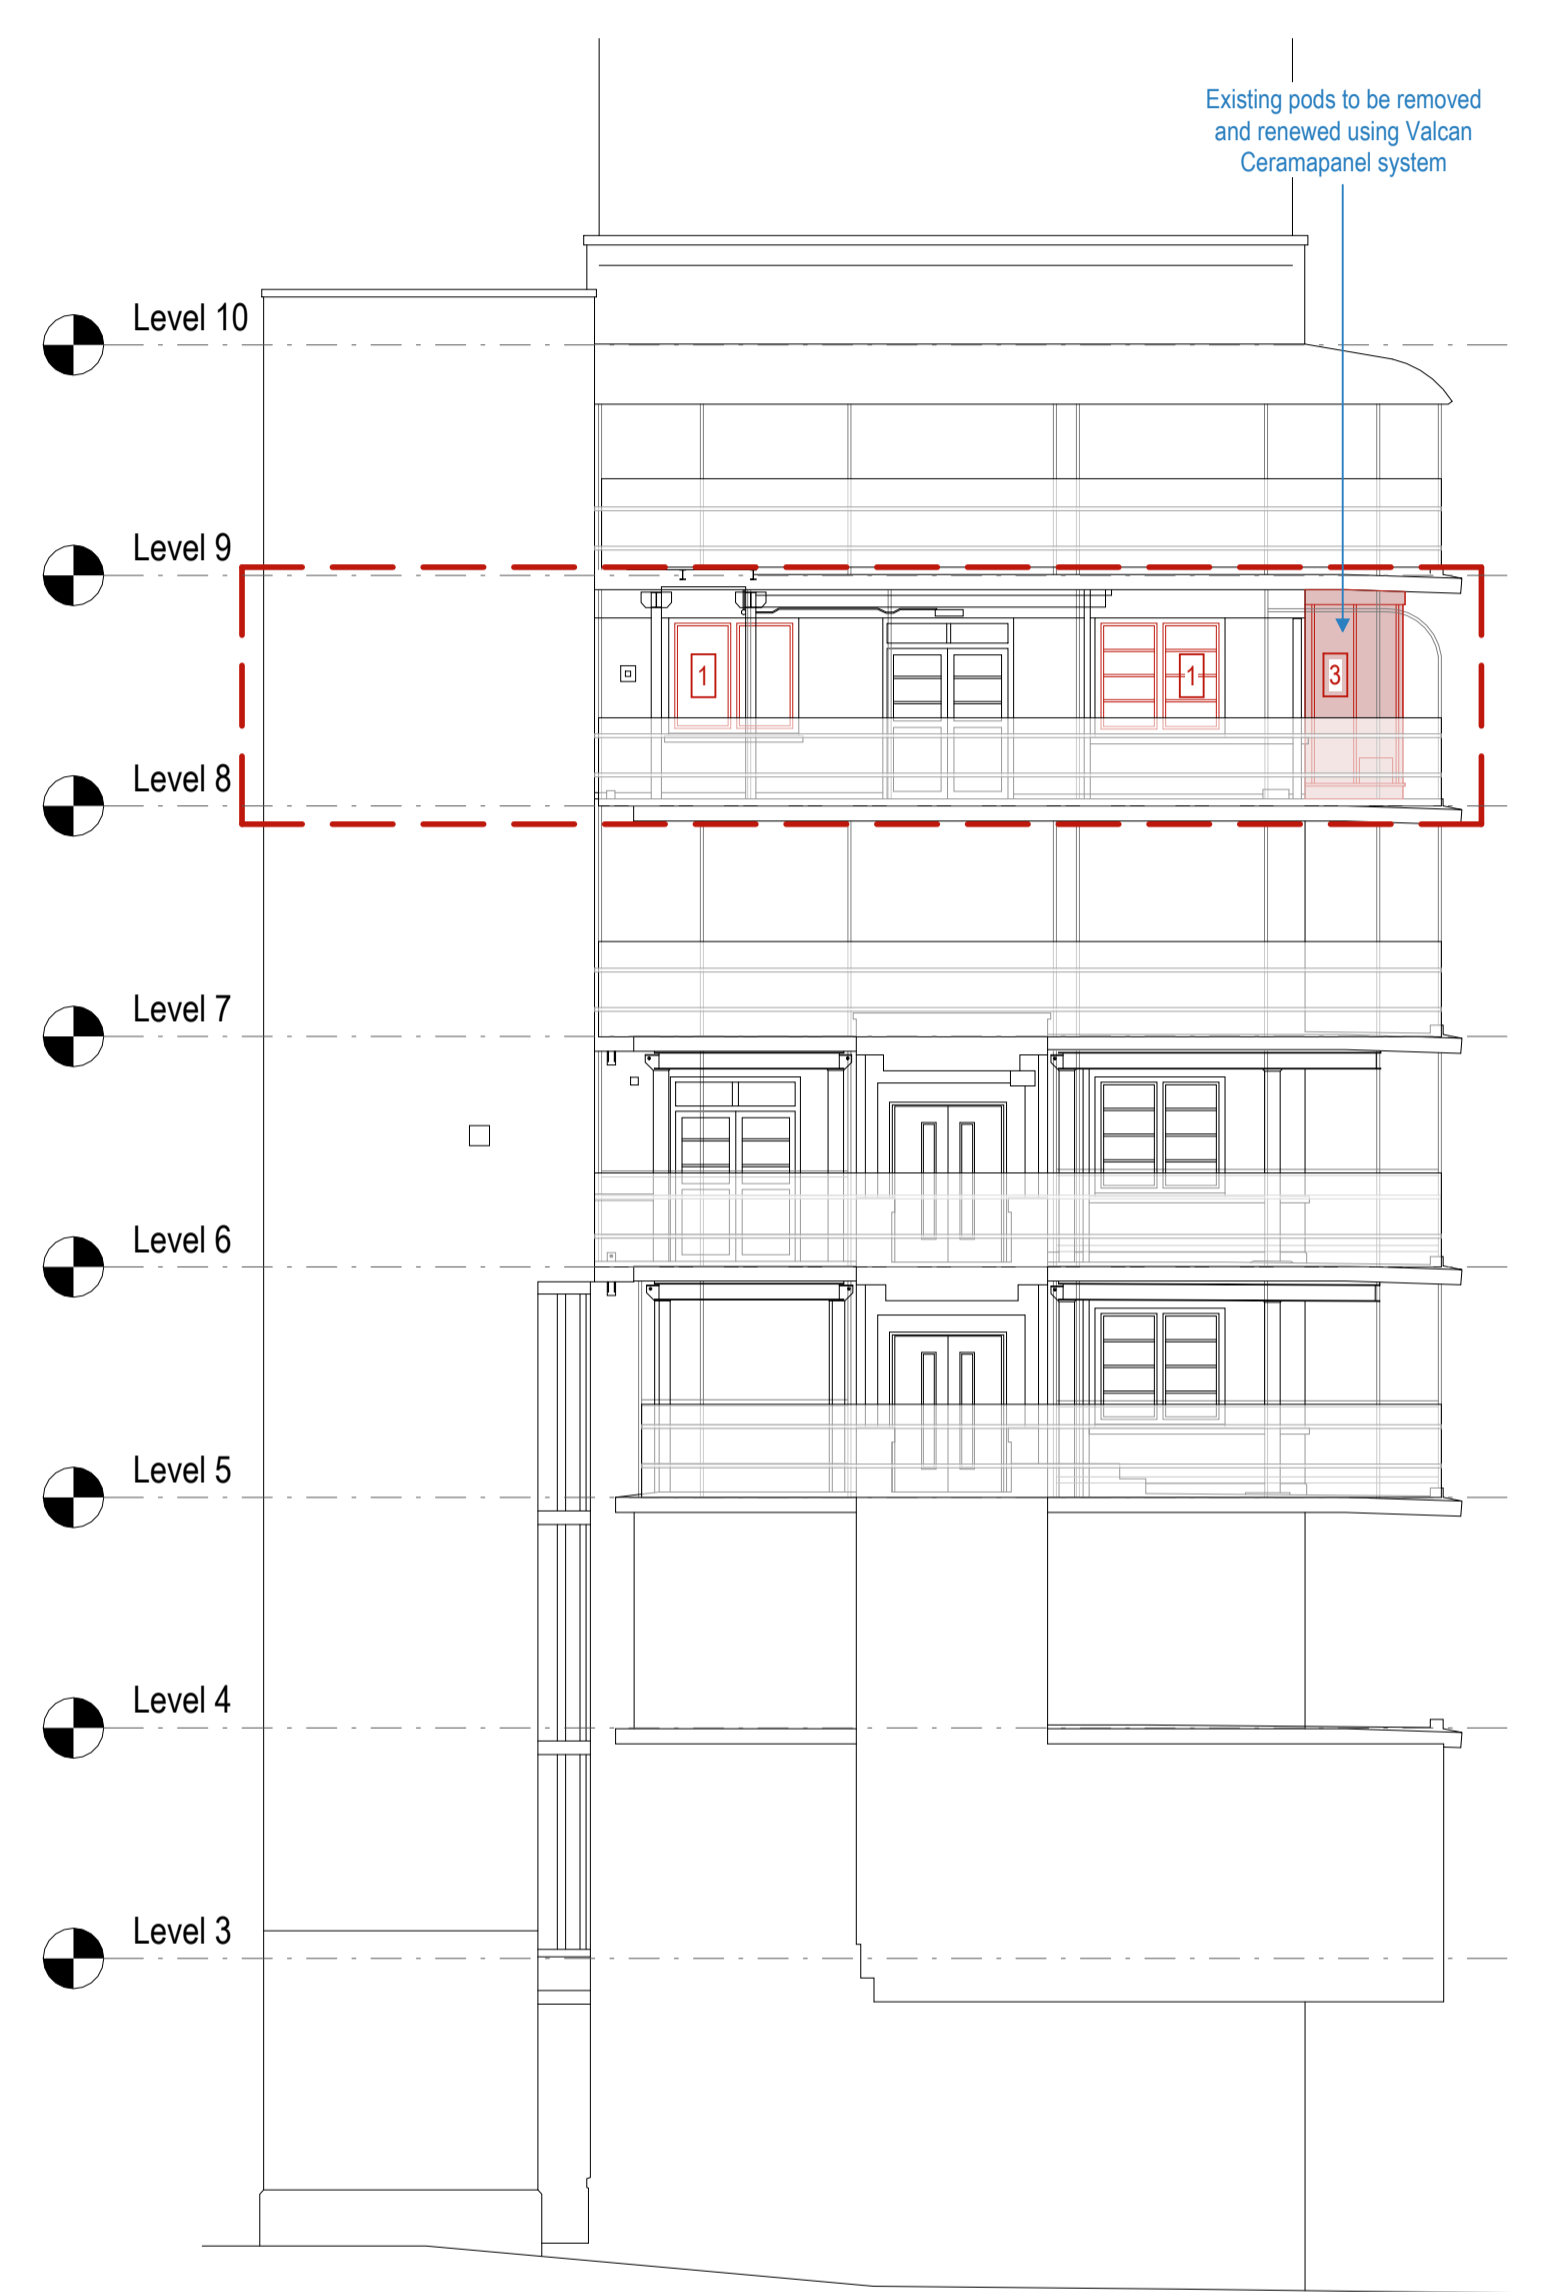 Existing pods to be removed
and renewed using Valcan
Ceramapanel system
Level 10
Level 9
1
1
3
Level 8
Level 7
Level 6
Level 5
Level 4
Level 3